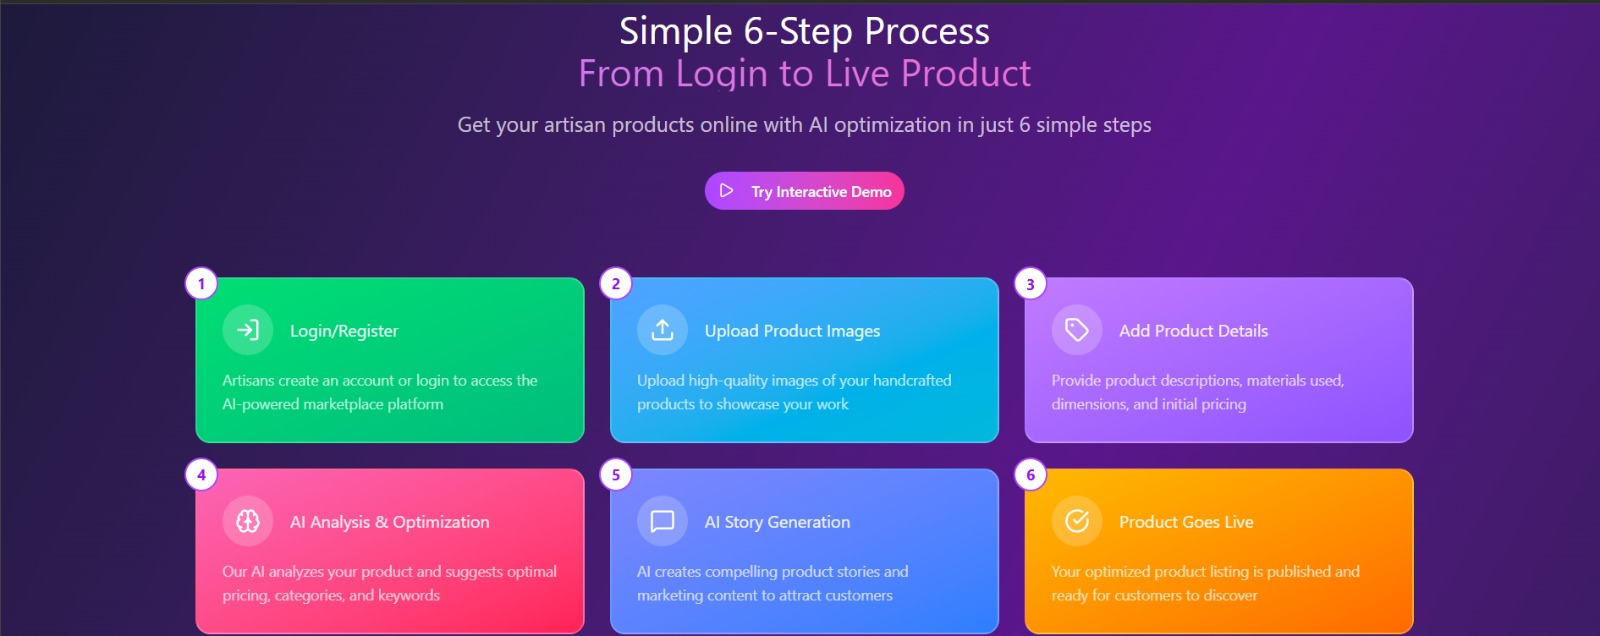 Simple 6-Step Process
From Login to Live Product
Get your artisan products online with AI optimization in just 6 simple steps
Try Interactive Demo
1
Login/Register
Artisans create an account or login to access the
AI-powered marketplace platform
2
Upload Product Images
Upload high-quality images of your handcrafted
products to showcase your work
3
Add Product Details
Provide product descriptions, materials used,
dimensions, and initial pricing
4
AI Analysis & Optimization
Our AI analyzes your product and suggests optimal
pricing, categories, and keywords
5
AI Story Generation
AI creates compelling product stories and
marketing content to attract customers
6
Product Goes Live
Your optimized product listing is published and
ready for customers to discover